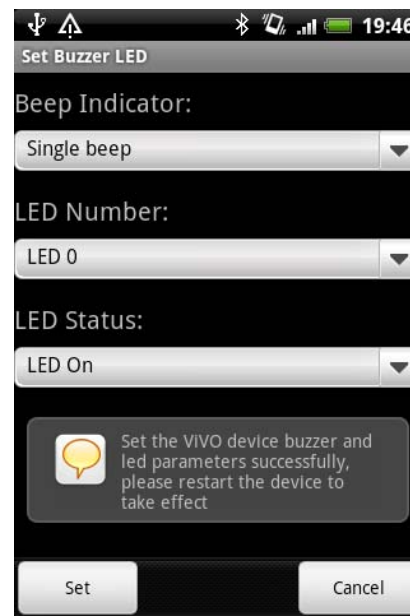 19:46
Set Buzzer LED
Beep Indicator:
Single beep
LED Number:
LED 0
LED Status:
LED On
Set the ViVO device buzzer and
led parameters successfully,
please restart the device to
take effect
Set
Cancel